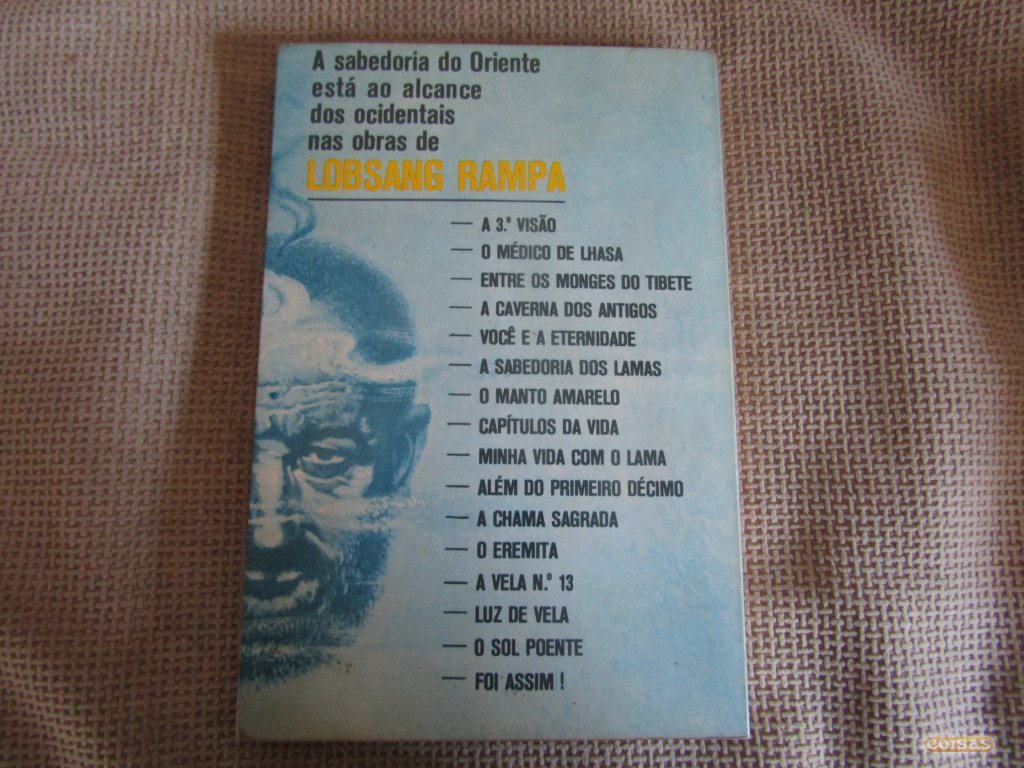 A sabedoria do Oriente
está ao alcance
dos ocidentais
nas obras de
LOBSANG RAMPA
— A 3.ª VISÃO
— O MÉDICO DE LHASA
— ENTRE OS MONGES DO TIBETE
— A CAVERNA DOS ANTIGOS
— VOCÊ E A ETERNIDADE
— A SABEDORIA DOS LAMAS
— O MANTO AMARELO
— CAPÍTULOS DA VIDA
— MINHA VIDA COM O LAMA
— ALÉM DO PRIMEIRO DÉCIMO
— A CHAMA SAGRADA
— O EREMITA
— A VELA N.º 13
— LUZ DE VELA
— O SOL POENTE
— FOI ASSIM !
coisas